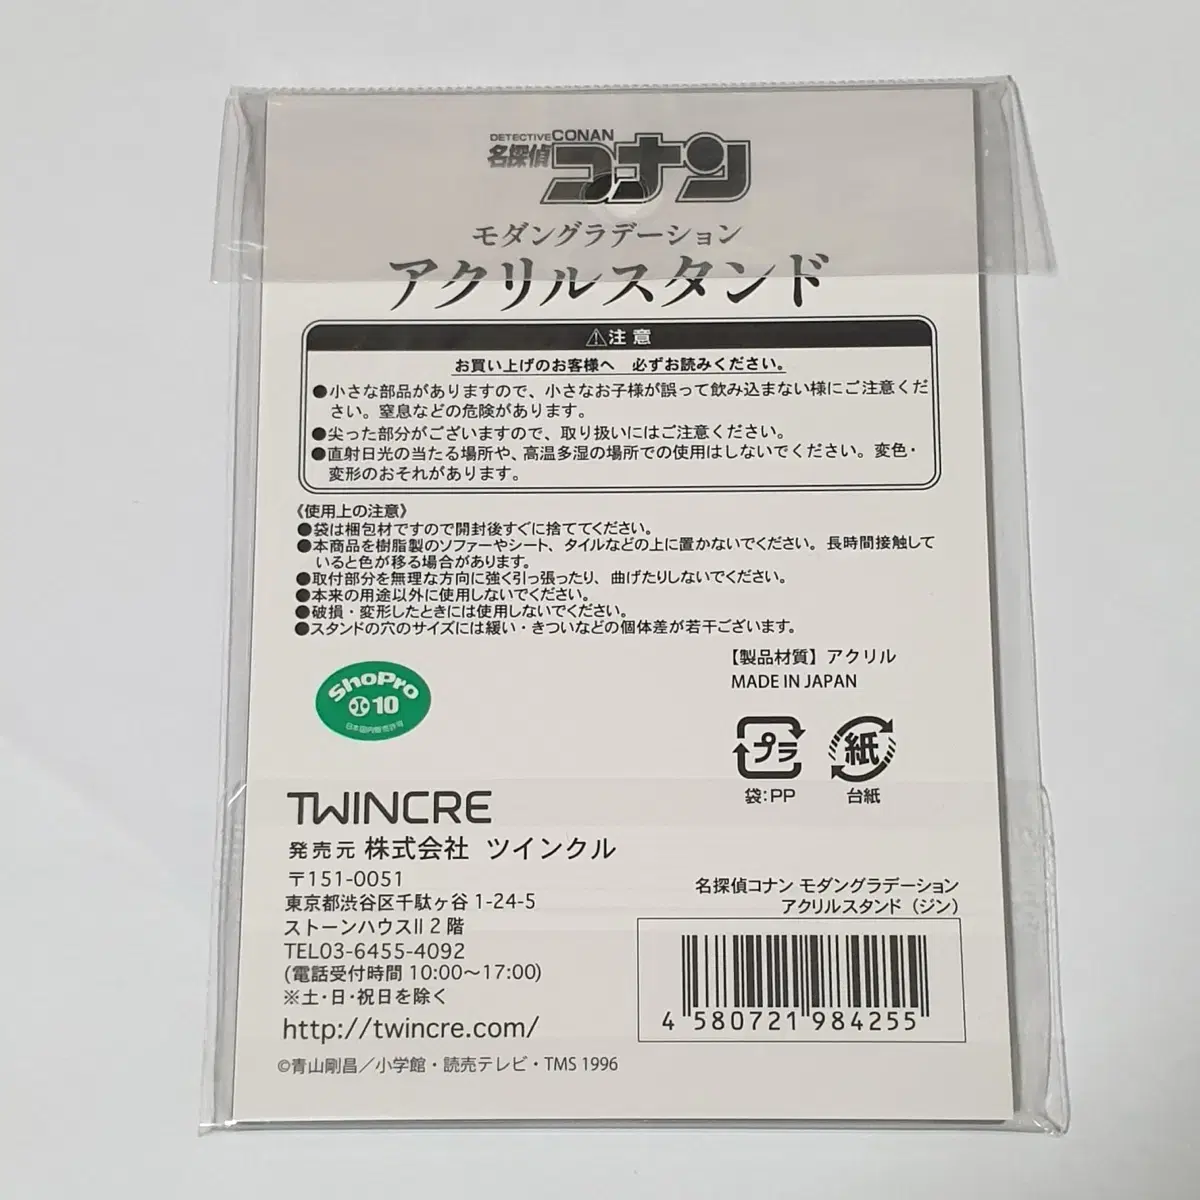 DETECTIVE CONAN
名探偵コナン
モダングラデーション
アクリルスタンド
⚠注意
お買い上げのお客様へ 必ずお読みください。
●小さな部品がありますので、小さなお子様が誤って飲み込まない様にご注意くだ
さい。窒息などの危険があります。
●尖った部分がございますので、取り扱いにはご注意ください。
●直射日光の当たる場所や、高温多湿の場所での使用はしないでください。変色・
変形のおそれがあります。
《使用上の注意》
●袋は梱包材ですので開封後すぐに捨ててください。
●本商品を樹脂製のソファーやシート、タイルなどの上に置かないでください。長時間接触して
いると色が移る場合があります。
●取付部分を無理な方向に強く引っ張ったり、曲げたりしないでください。
●本来の用途以外に使用しないでください。
●破損・変形したときには使用しないでください。
●スタンドの穴のサイズには緩い・きついなどの個体差が若干ございます。
【製品材質】アクリル
MADE IN JAPAN
ShoPro
10
日本国内販売許可
プラ
紙
袋:PP
台紙
TWINCRE
発売元 株式会社 ツインクル
〒151-0051
東京都渋谷区千駄ヶ谷1-24-5
ストーンハウスII 2階
TEL03-6455-4092
(電話受付時間 10:00〜17:00)
※土・日・祝日を除く
http://twincre.com/
©青山剛昌／小学館・読売テレビ・TMS 1996
名探偵コナン モダングラデーション
アクリルスタンド（ジン）
4 580721 984255